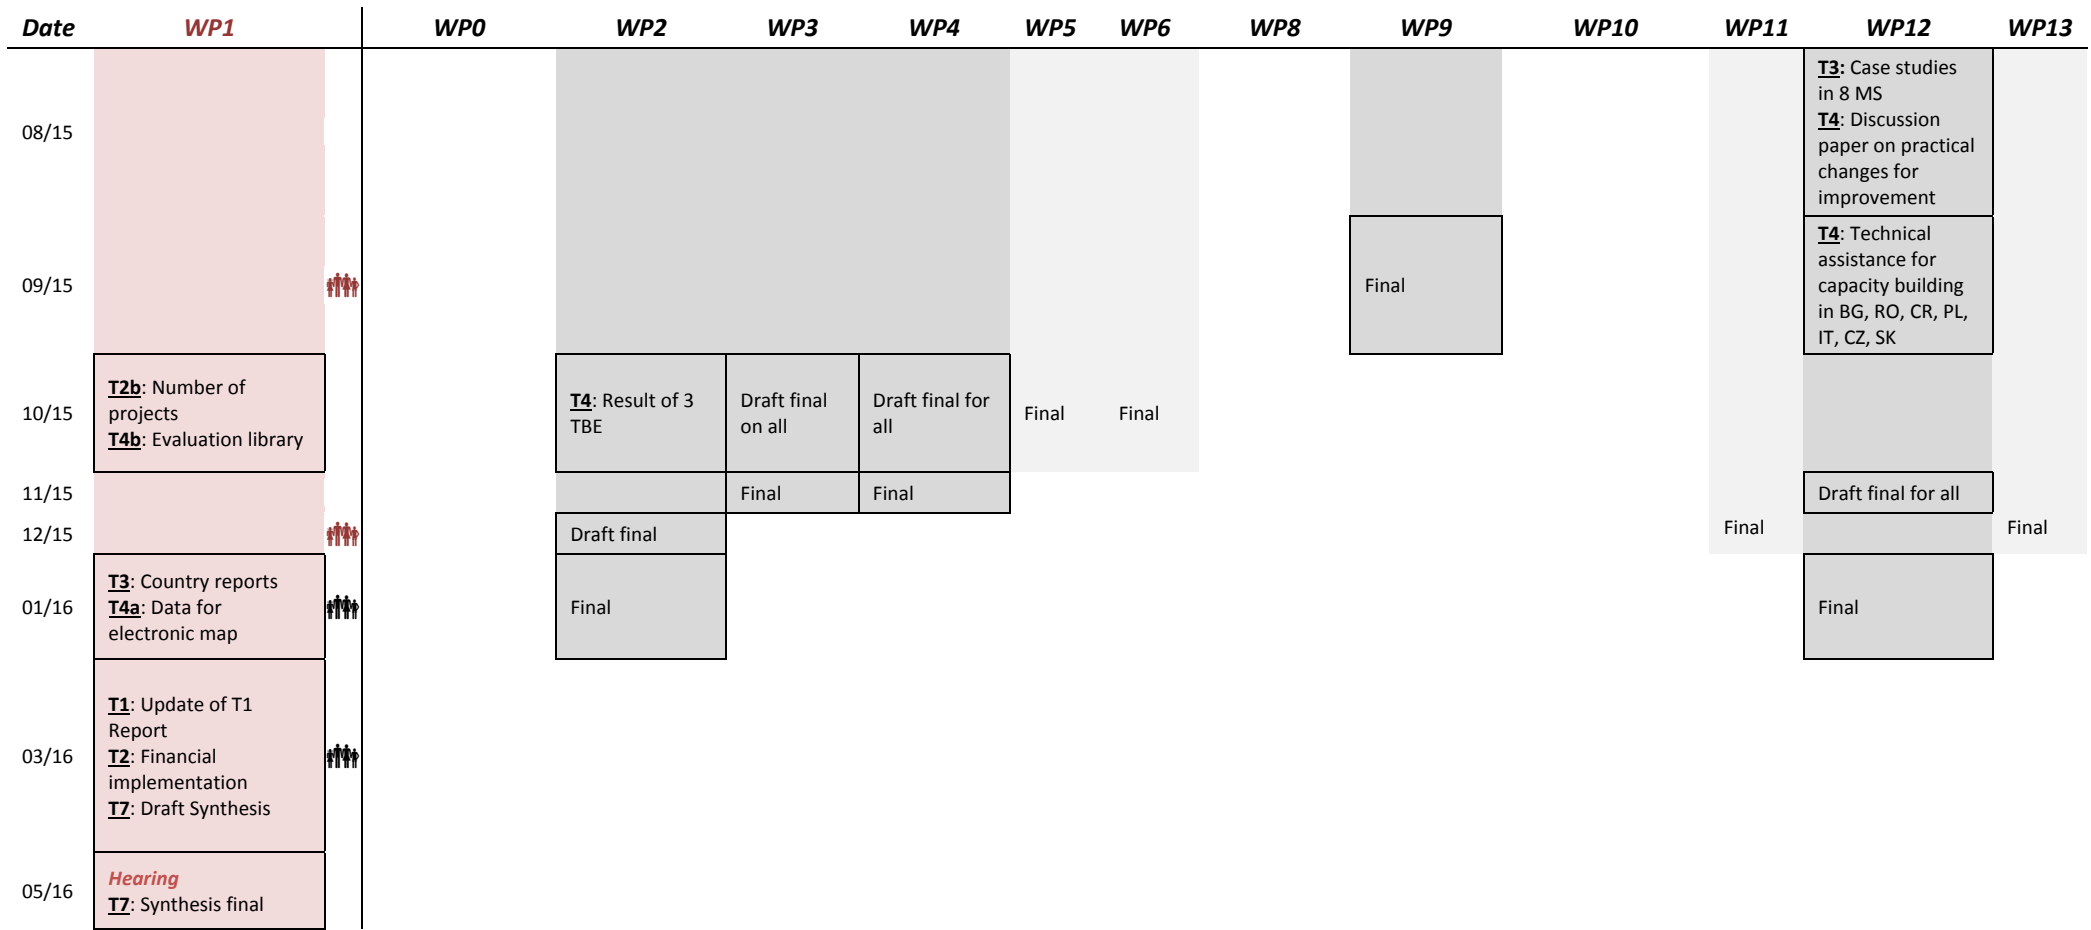 Date WP1 WP0 WP2 WP3 WP4 WP5 WP6 WP8 WP9 WP10 WP11 WP12 WP13
08/15
T3: Case studies
in 8 MS
T4: Discussion
paper on practical
changes for
improvement
09/15
Final
T4: Technical
assistance for
capacity building
in BG, RO, CR, PL,
IT, CZ, SK
10/15
T2b: Number of
projects
T4b: Evaluation library
T4: Result of 3
TBE
Draft final
on all
Draft final for
all
Final
Final
11/15
Final
Final
Draft final for all
12/15
Draft final
Final
Final
01/16
T3: Country reports
T4a: Data for
electronic map
Final
Final
03/16
T1: Update of T1
Report
T2: Financial
implementation
T7: Draft Synthesis
05/16
Hearing
T7: Synthesis final